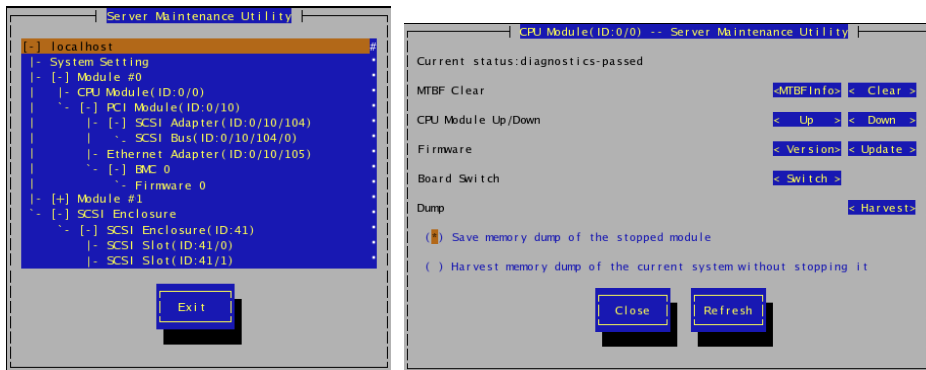 Server Maintenance Utility
[-] localhost #
|- System Setting
|- [-] Module #0
| |- CPU Module(ID:0/0)
| `- [-] PCI Module(ID:0/10)
| |- [-] SCSI Adapter(ID:0/10/104)
| | `- SCSI Bus(ID:0/10/104/0)
| |- Ethernet Adapter(ID:0/10/105)
| `- [-] BMC 0
| `- Firmware 0
|- [+] Module #1
`- [-] SCSI Enclosure
`- [-] SCSI Enclosure(ID:41)
|- SCSI Slot(ID:41/0)
|- SCSI Slot(ID:41/1)
Exit
CPU Module(ID:0/0) -- Server Maintenance Utility
Current status:diagnostics-passed
MTBF Clear <MTBFInfo> < Clear >
CPU Module Up/Down < Up > < Down >
Firmware < Version> < Update >
Board Switch < Switch >
Dump < Harvest>
(*) Save memory dump of the stopped module
( ) Harvest memory dump of the current system without stopping it
Close Refresh